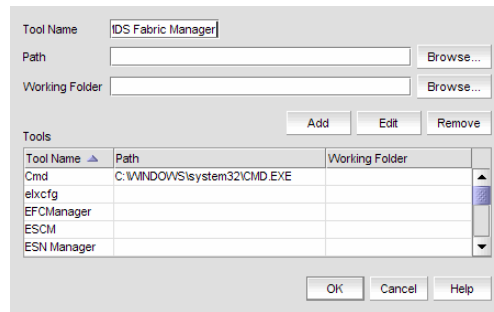 Tool Name DS Fabric Manager
Path Browse...
Working Folder Browse...
Add Edit Remove
Tools
Tool Name Path Working Folder
Cmd C:\WINDOWS\system32\CMD.EXE
elxcfg
EFCManager
ESCM
ESN Manager
OK Cancel Help